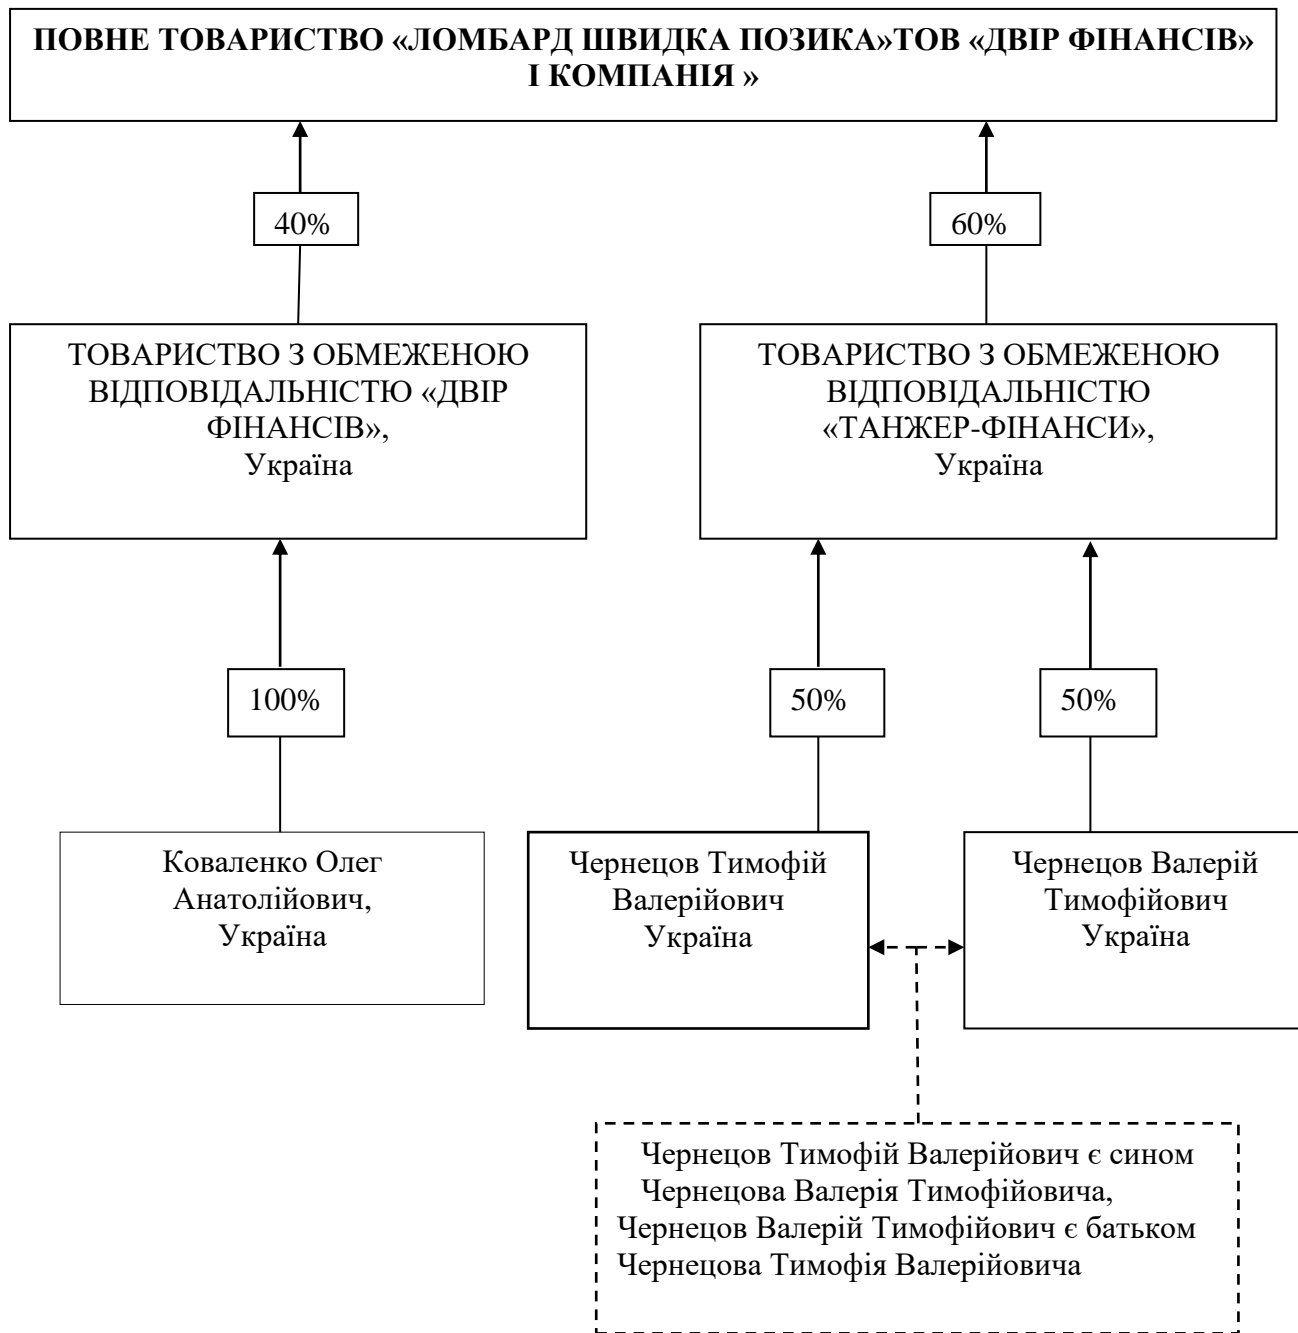 ПОВНЕ ТОВАРИСТВО «ЛОМБАРД ШВИДКА ПОЗИКА»ТОВ «ДВІР ФІНАНСІВ»
І КОМПАНІЯ »
40%
60%
ТОВАРИСТВО З ОБМЕЖЕНОЮ
ВІДПОВІДАЛЬНІСТЮ «ДВІР
ФІНАНСІВ»,
Україна
ТОВАРИСТВО З ОБМЕЖЕНОЮ
ВІДПОВІДАЛЬНІСТЮ
«ТАНЖЕР-ФІНАНСИ»,
Україна
100%
50%
50%
Коваленко Олег
Анатолійович,
Україна
Чернецов Тимофій
Валерійович
Україна
Чернецов Валерій
Тимофійович
Україна
Чернецов Тимофій Валерійович є сином
Чернецова Валерія Тимофійовича,
Чернецов Валерій Тимофійович є батьком
Чернецова Тимофія Валерійовича